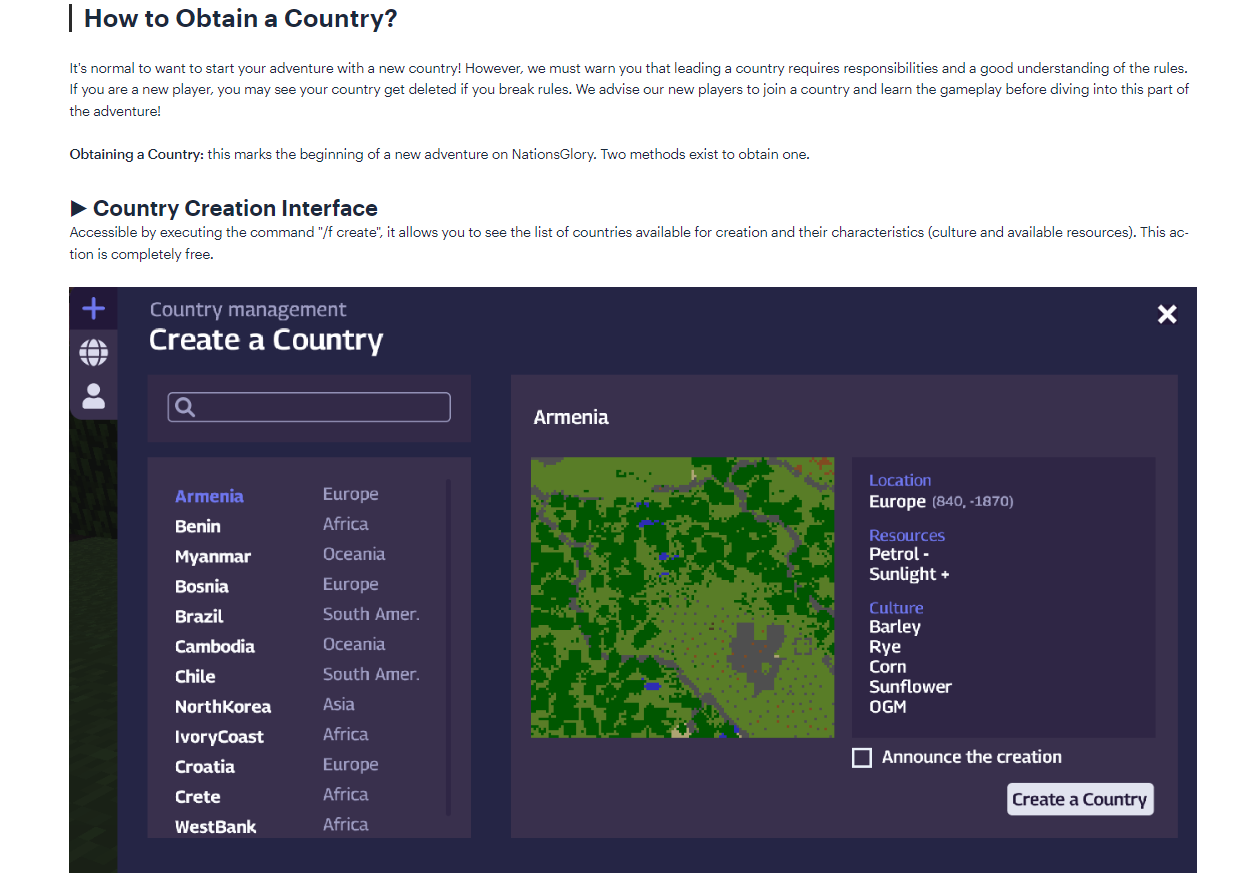 How to Obtain a Country?
It's normal to want to start your adventure with a new country! However, we must warn you that leading a country requires responsibilities and a good understanding of the rules.
If you are a new player, you may see your country get deleted if you break rules. We advise our new players to join a country and learn the gameplay before diving into this part of
the adventure!
Obtaining a Country: this marks the beginning of a new adventure on NationsGlory. Two methods exist to obtain one.
▶ Country Creation Interface
Accessible by executing the command "/f create", it allows you to see the list of countries available for creation and their characteristics (culture and available resources). This ac-
tion is completely free.
Country management
Create a Country
Armenia Europe
Benin Africa
Myanmar Oceania
Bosnia Europe
Brazil South Amer.
Cambodia Oceania
Chile South Amer.
NorthKorea Asia
IvoryCoast Africa
Croatia Europe
Crete Africa
WestBank Africa
Armenia
Location
Europe (840, -1870)
Resources
Petrol -
Sunlight +
Culture
Barley
Rye
Corn
Sunflower
OGM
Announce the creation
Create a Country